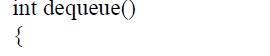 int dequeue()
{